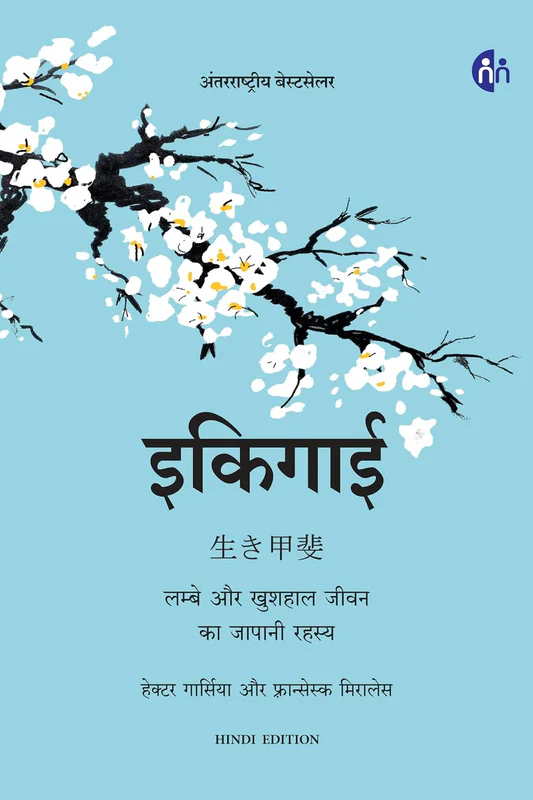 अंतरराष्ट्रीय बेस्टसेलर
इकिगाई
生き甲斐
लम्बे और खुशहाल जीवन
का जापानी रहस्य
हेक्टर गार्सिया और फ़्रान्सेस्क मिरालेस
HINDI EDITION